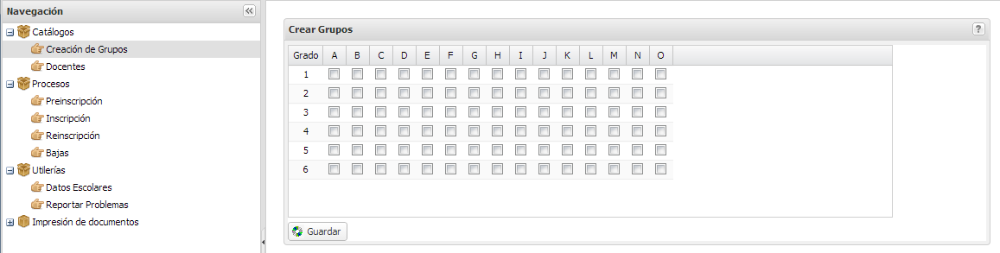 Navegación
Catálogos
Creación de Grupos
Docentes
Procesos
Preinscripción
Inscripción
Reinscripción
Bajas
Utilerías
Datos Escolares
Reportar Problemas
Impresión de documentos
Crear Grupos
?
Grado A B C D E F G H I J K L M N O
1
2
3
4
5
6
Guardar